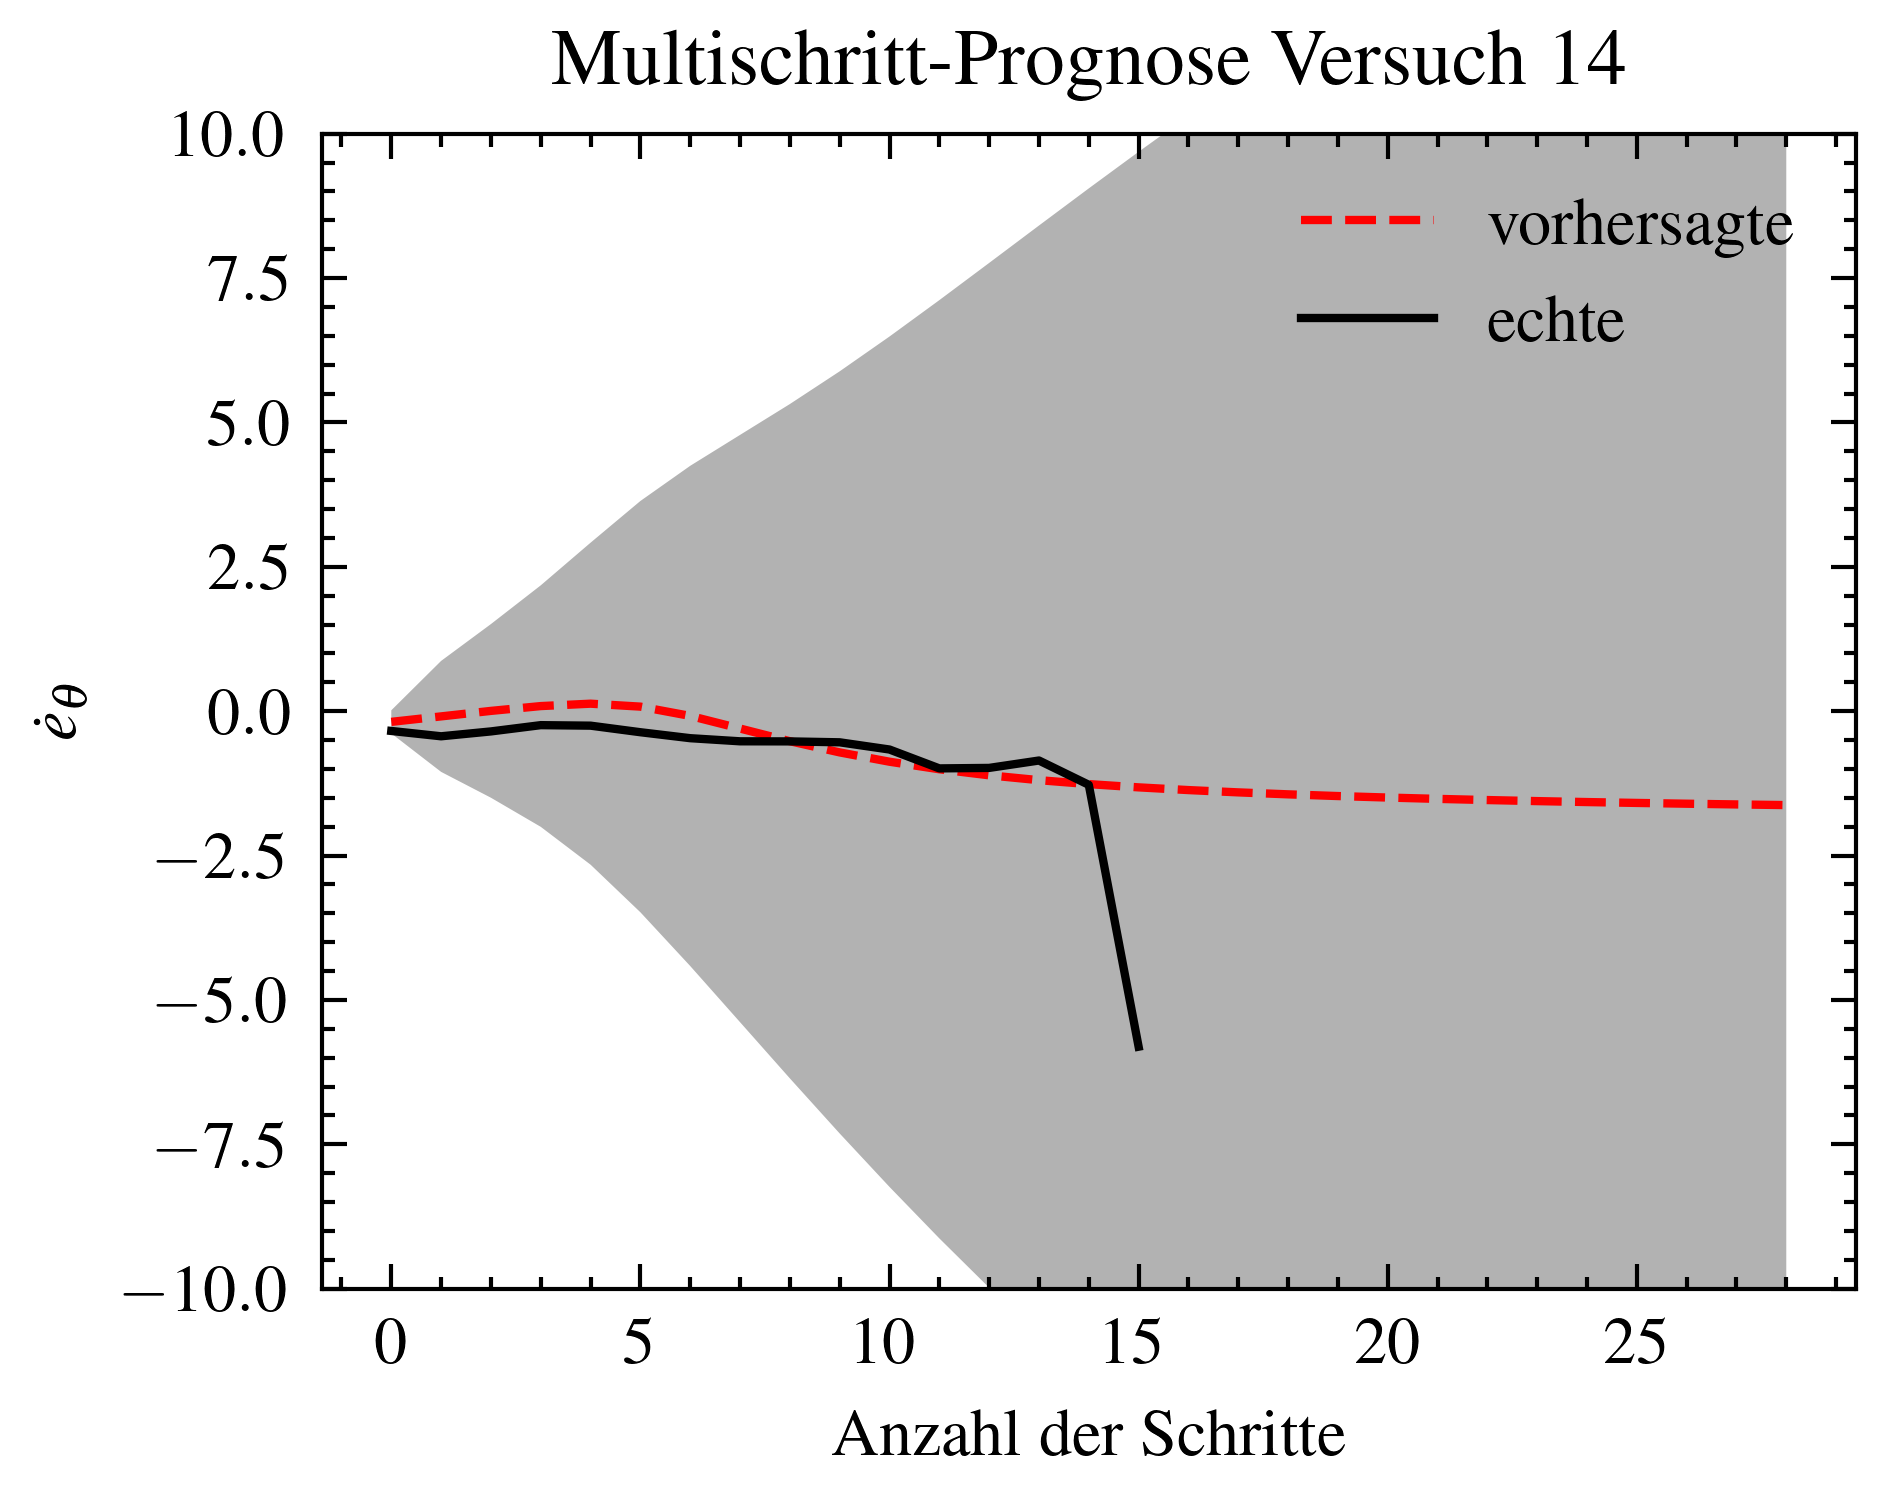 Multischritt-Prognose Versuch 14
10.0
7.5
5.0
2.5
0.0
−2.5
−5.0
−7.5
−10.0
ė_θ
vorhersagte
echte
0 5 10 15 20 25
Anzahl der Schritte